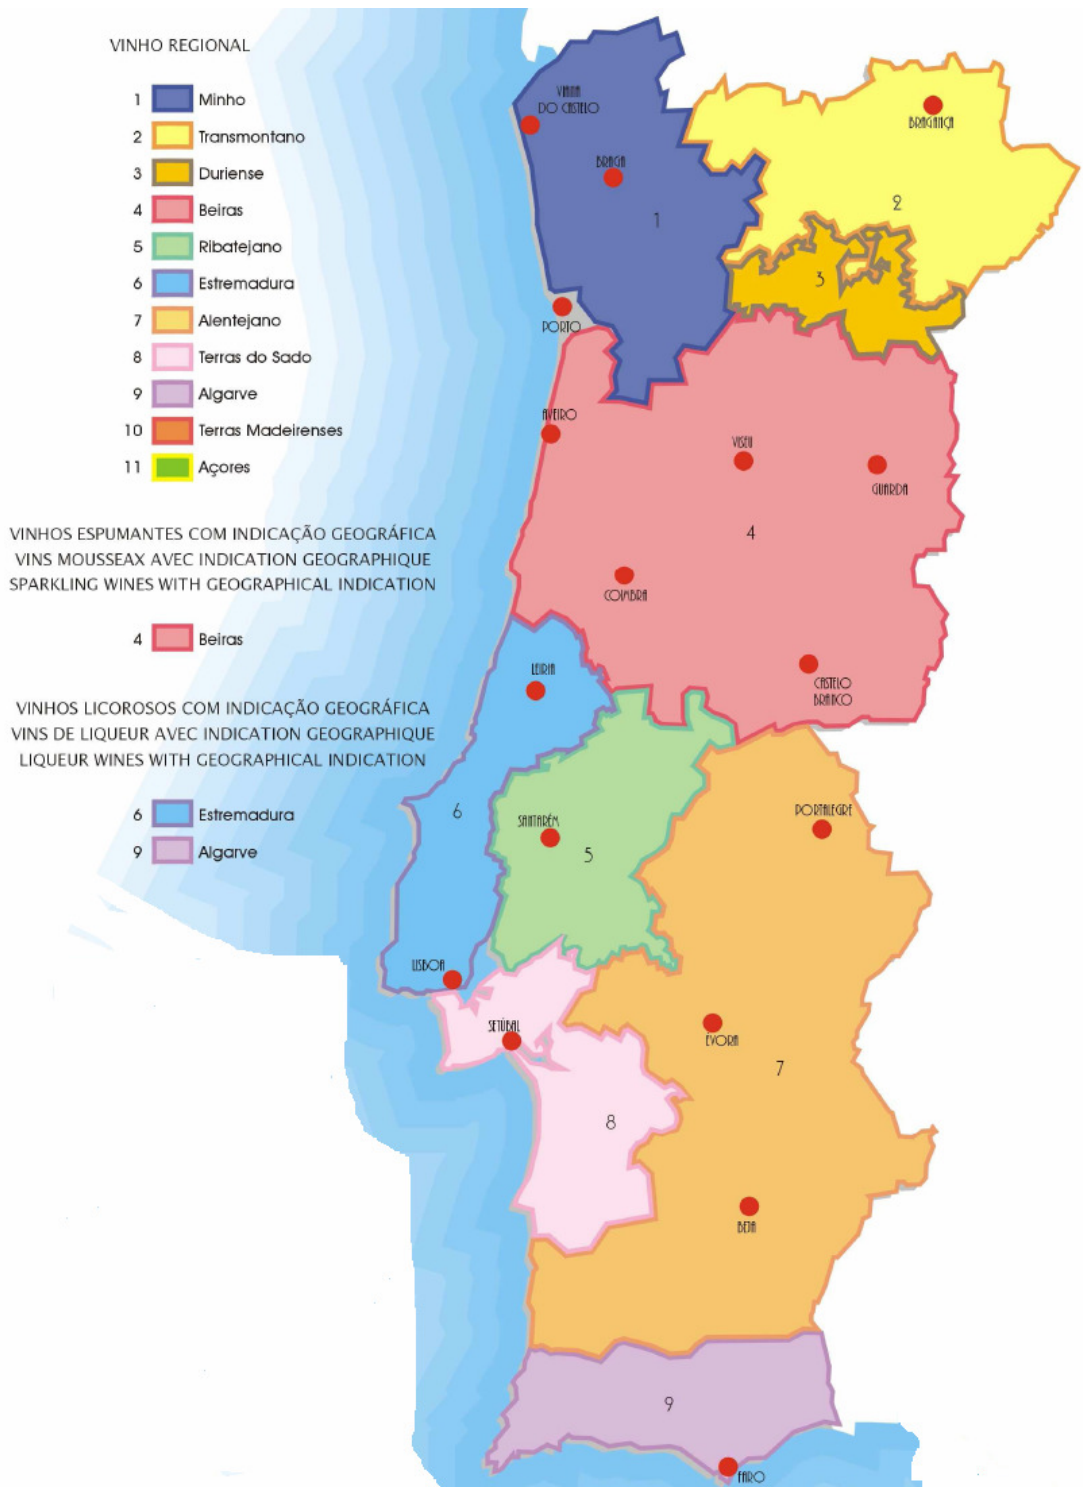 VINHO REGIONAL
1 Minho
2 Transmontano
3 Duriense
4 Beiras
5 Ribatejano
6 Estremadura
7 Alentejano
8 Terras do Sado
9 Algarve
10 Terras Madeirenses
11 Açores
VINHOS ESPUMANTES COM INDICAÇÃO GEOGRÁFICA
VINS MOUSSEAX AVEC INDICATION GEOGRAPHIQUE
SPARKLING WINES WITH GEOGRAPHICAL INDICATION
4 Beiras
VINHOS LICOROSOS COM INDICAÇÃO GEOGRÁFICA
VINS DE LIQUEUR AVEC INDICATION GEOGRAPHIQUE
LIQUEUR WINES WITH GEOGRAPHICAL INDICATION
6 Estremadura
9 Algarve
VIANA
DO CASTELO
BRAGANÇA
BRAGA
1
2
3
PORTO
AVEIRO
VISEU
GUARDA
4
COIMBRA
LEIRIA
CASTELO
BRANCO
6
SANTARÉM
PORTALEGRE
5
LISBOA
SETÚBAL
ÉVORA
7
8
BEJA
9
FARO